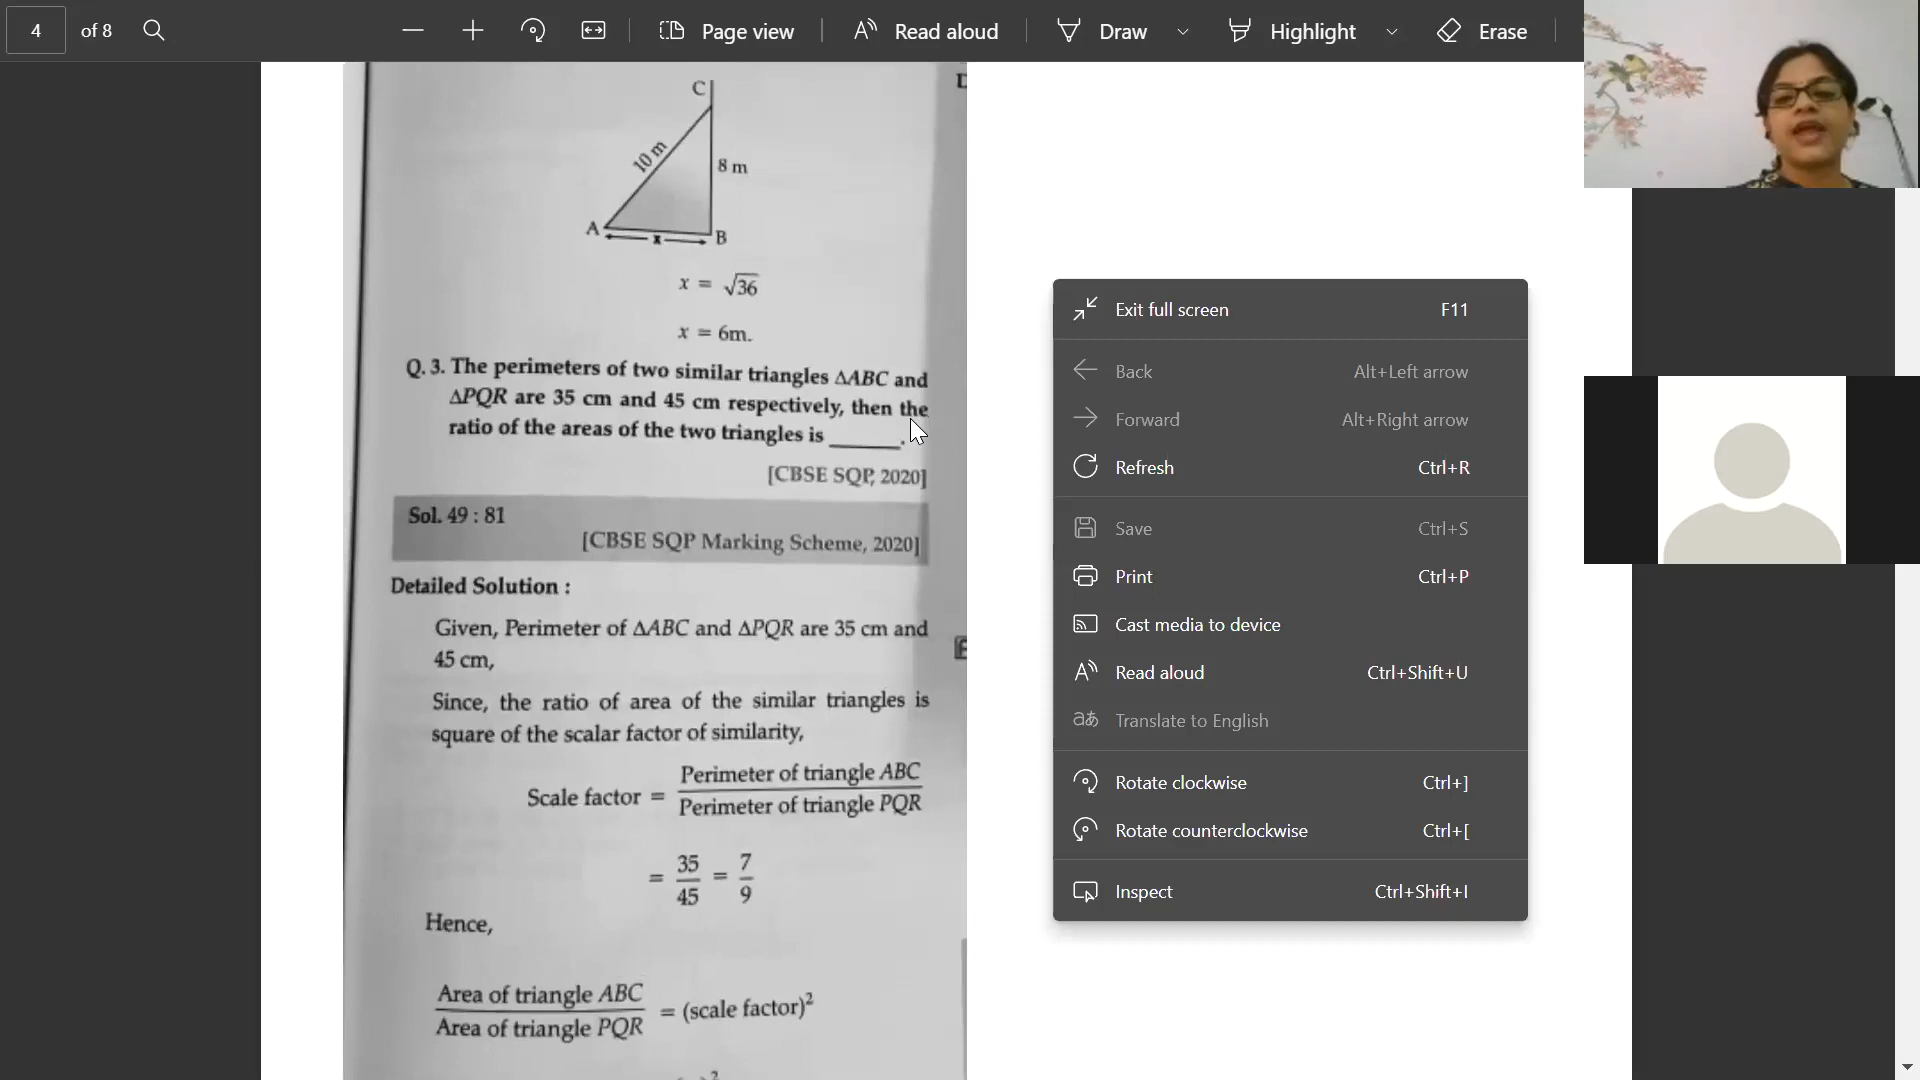 4 of 8 Page view Read aloud Draw Highlight Erase
C
10 m
8 m
A
x
B
x = √36
x = 6m.
Q. 3. The perimeters of two similar triangles ΔABC and
ΔPQR are 35 cm and 45 cm respectively, then the
ratio of the areas of the two triangles is ______.
[CBSE SQP, 2020]
Sol. 49 : 81
[CBSE SQP Marking Scheme, 2020]
Detailed Solution :
Given, Perimeter of ΔABC and ΔPQR are 35 cm and
45 cm,
Since, the ratio of area of the similar triangles is
square of the scalar factor of similarity,
Scale factor = Perimeter of triangle ABC / Perimeter of triangle PQR
= 35/45 = 7/9
Hence,
Area of triangle ABC / Area of triangle PQR = (scale factor)²
Exit full screen F11
Back Alt+Left arrow
Forward Alt+Right arrow
Refresh Ctrl+R
Save Ctrl+S
Print Ctrl+P
Cast media to device
Read aloud Ctrl+Shift+U
Translate to English
Rotate clockwise Ctrl+]
Rotate counterclockwise Ctrl+[
Inspect Ctrl+Shift+I